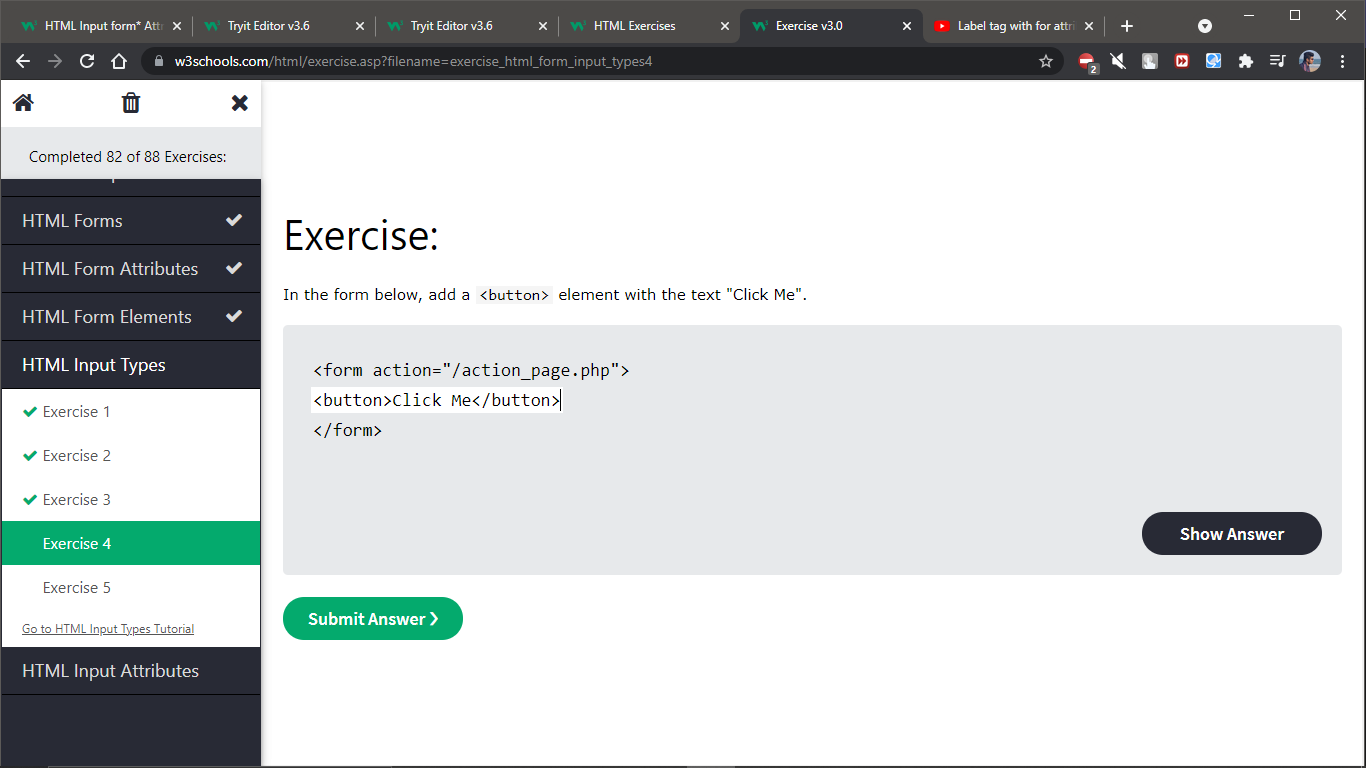 HTML Input form* Att
Tryit Editor v3.6
Tryit Editor v3.6
HTML Exercises
Exercise v3.0
Label tag with for attri
w3schools.com/html/exercise.asp?filename=exercise_html_form_input_types4
2
Completed 82 of 88 Exercises:
HTML Forms
HTML Form Attributes
HTML Form Elements
HTML Input Types
Exercise 1
Exercise 2
Exercise 3
Exercise 4
Exercise 5
Go to HTML Input Types Tutorial
HTML Input Attributes
Exercise:
In the form below, add a <button> element with the text "Click Me".
<form action="/action_page.php">
<button>Click Me</button>
</form>
Show Answer
Submit Answer ❯